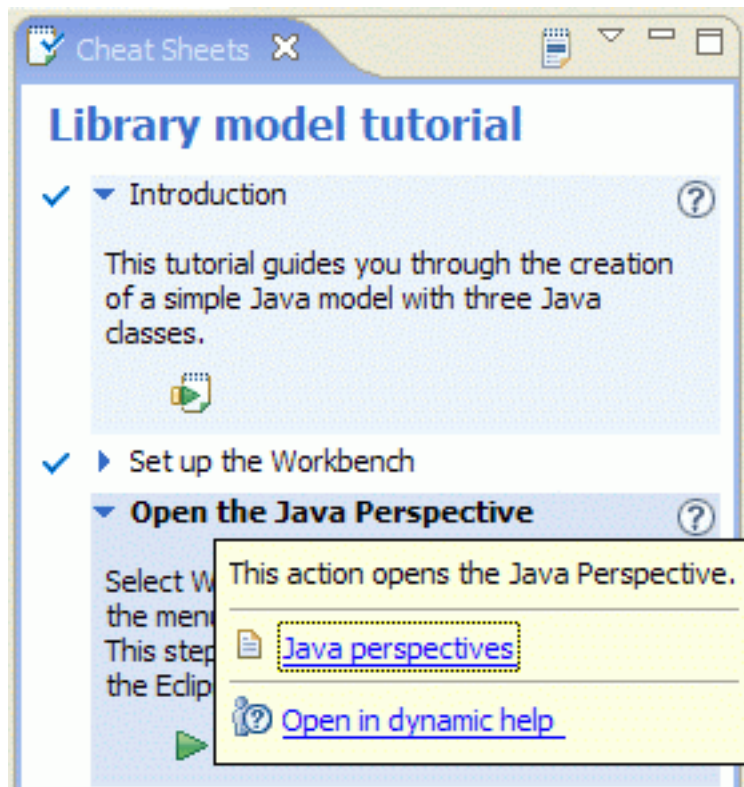 Cheat Sheets
Library model tutorial
Introduction
This tutorial guides you through the creation
of a simple Java model with three Java
classes.
Set up the Workbench
Open the Java Perspective
This action opens the Java Perspective.
Select
the
This step
the
Java perspectives
Open in dynamic help